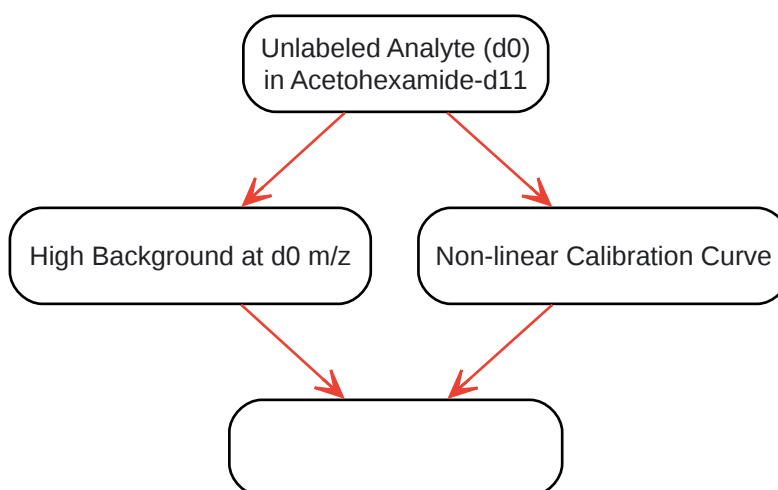 Unlabeled Analyte (d0)
in Acetohexamide-d11
High Background at d0 m/z
Non-linear Calibration Curve